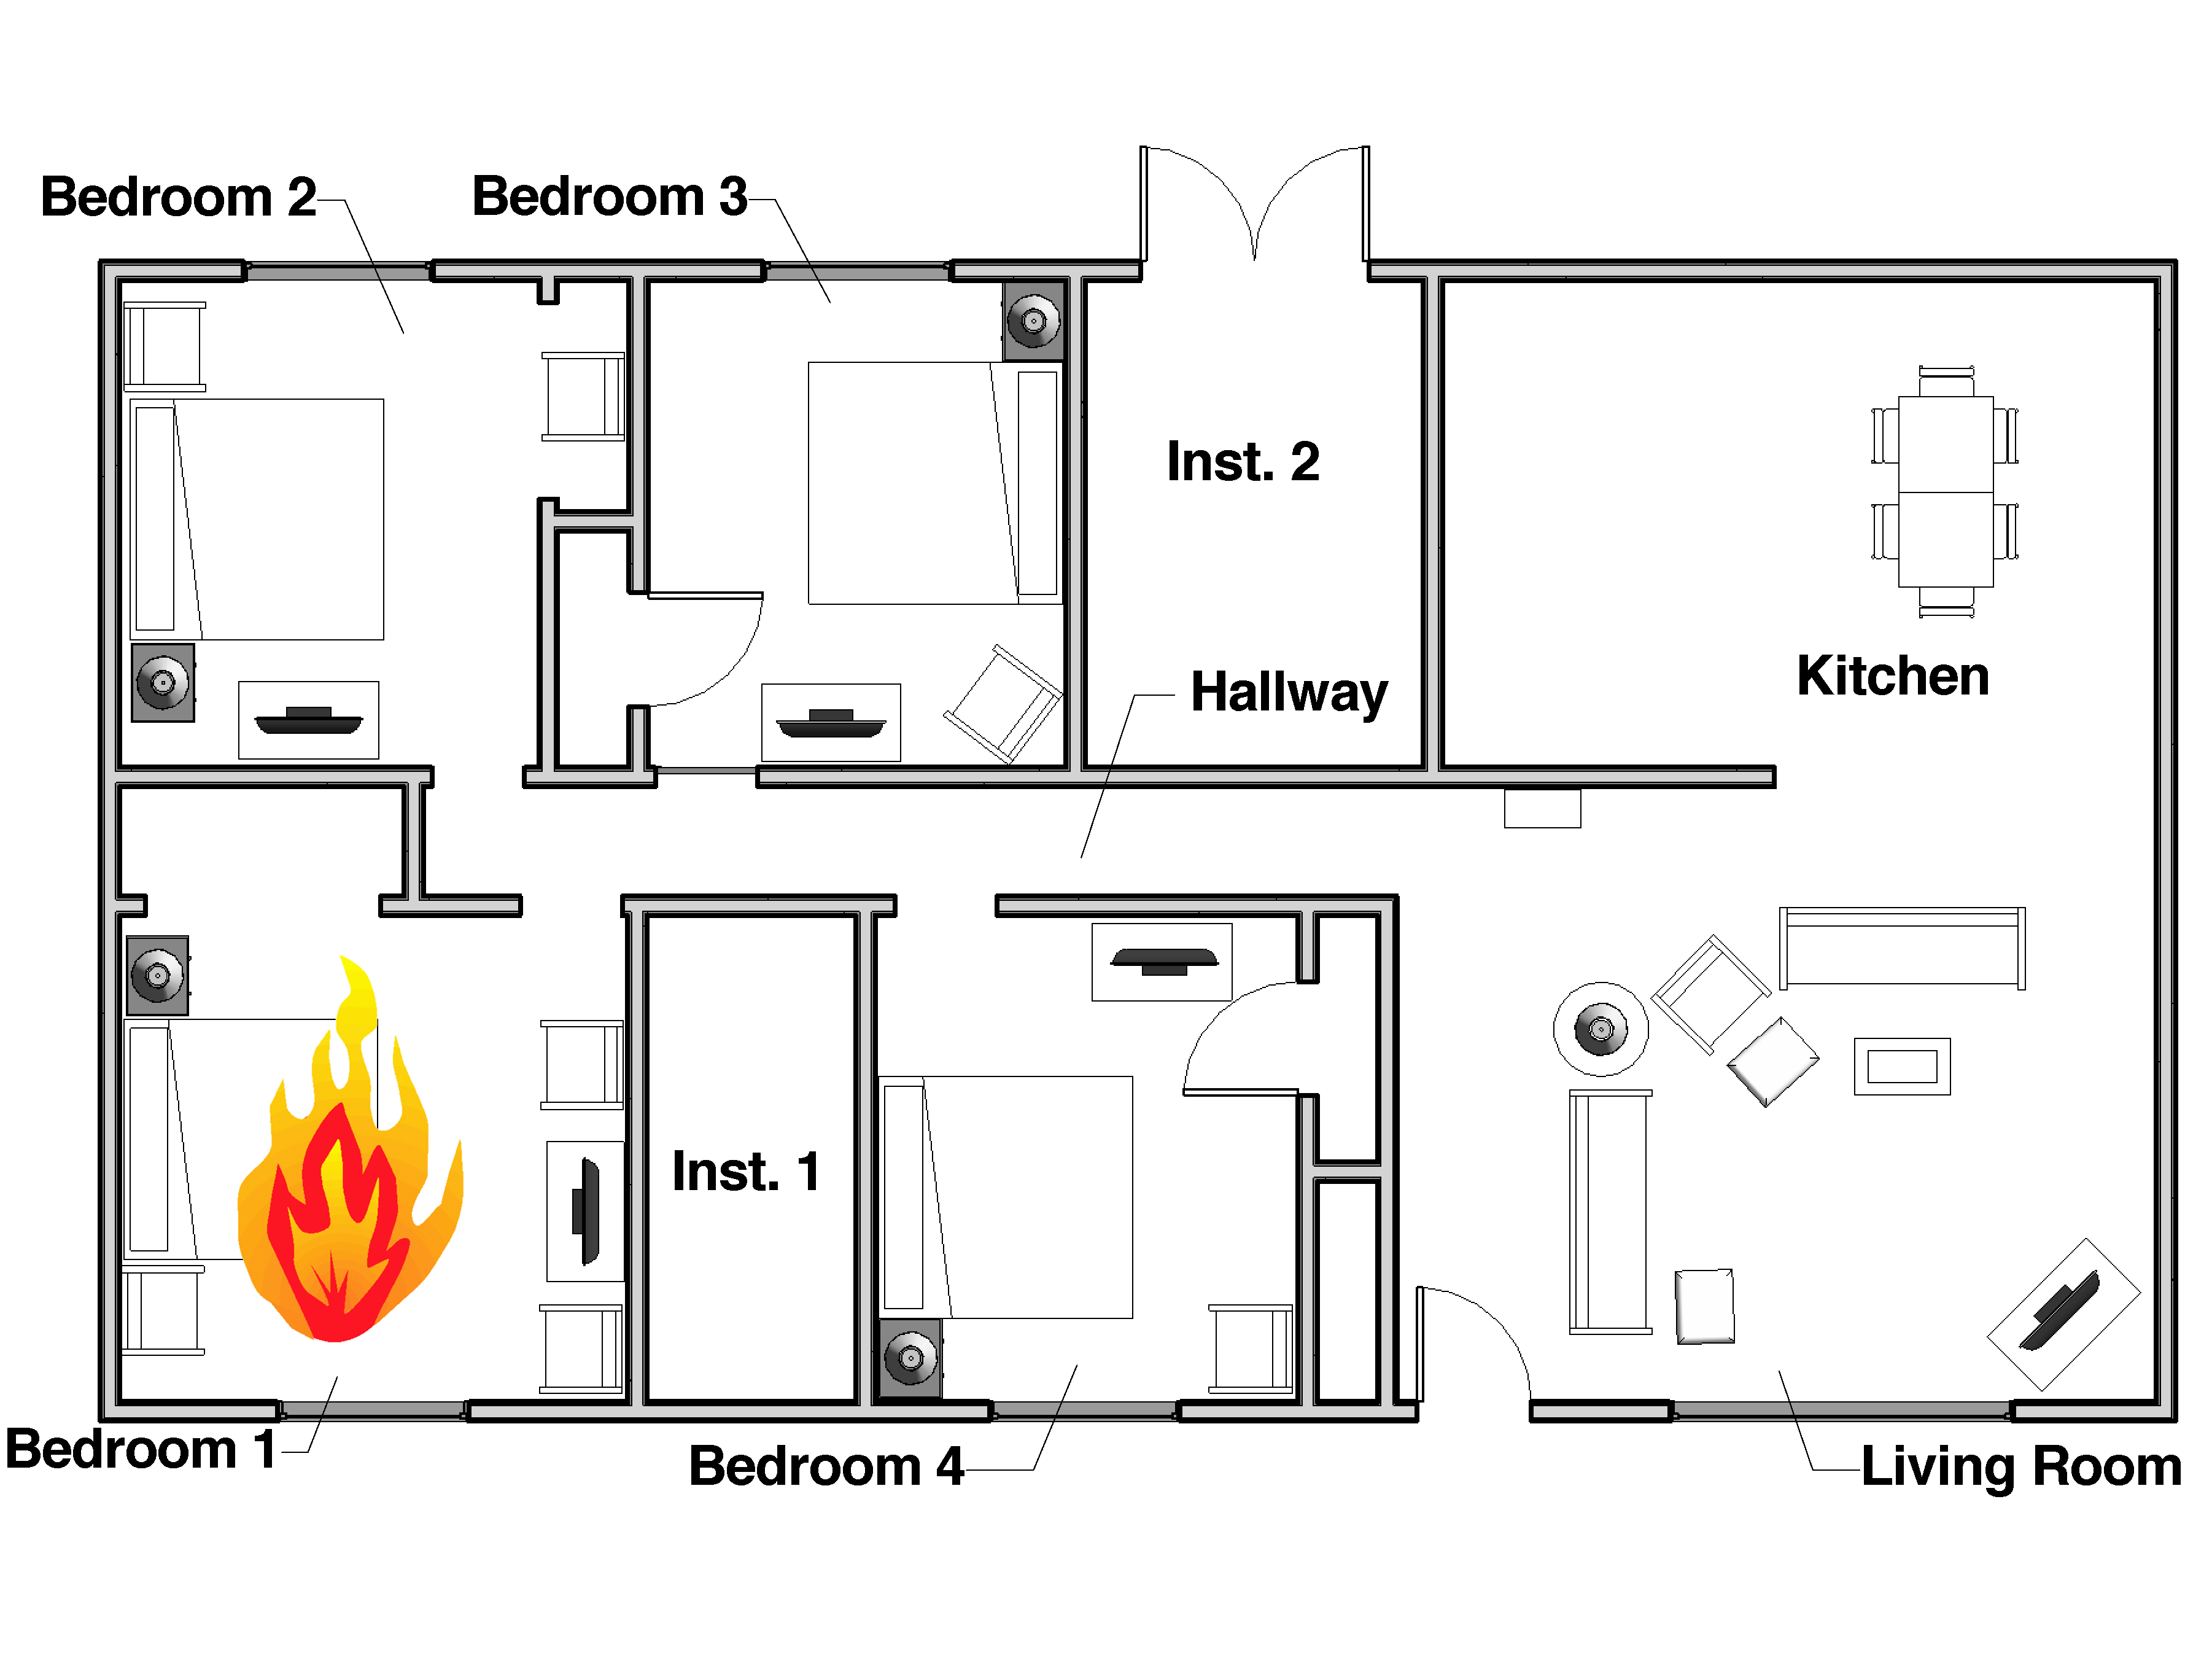 Bedroom 2
Bedroom 3
Inst. 2
Kitchen
Hallway
Inst. 1
Bedroom 1
Bedroom 4
Living Room